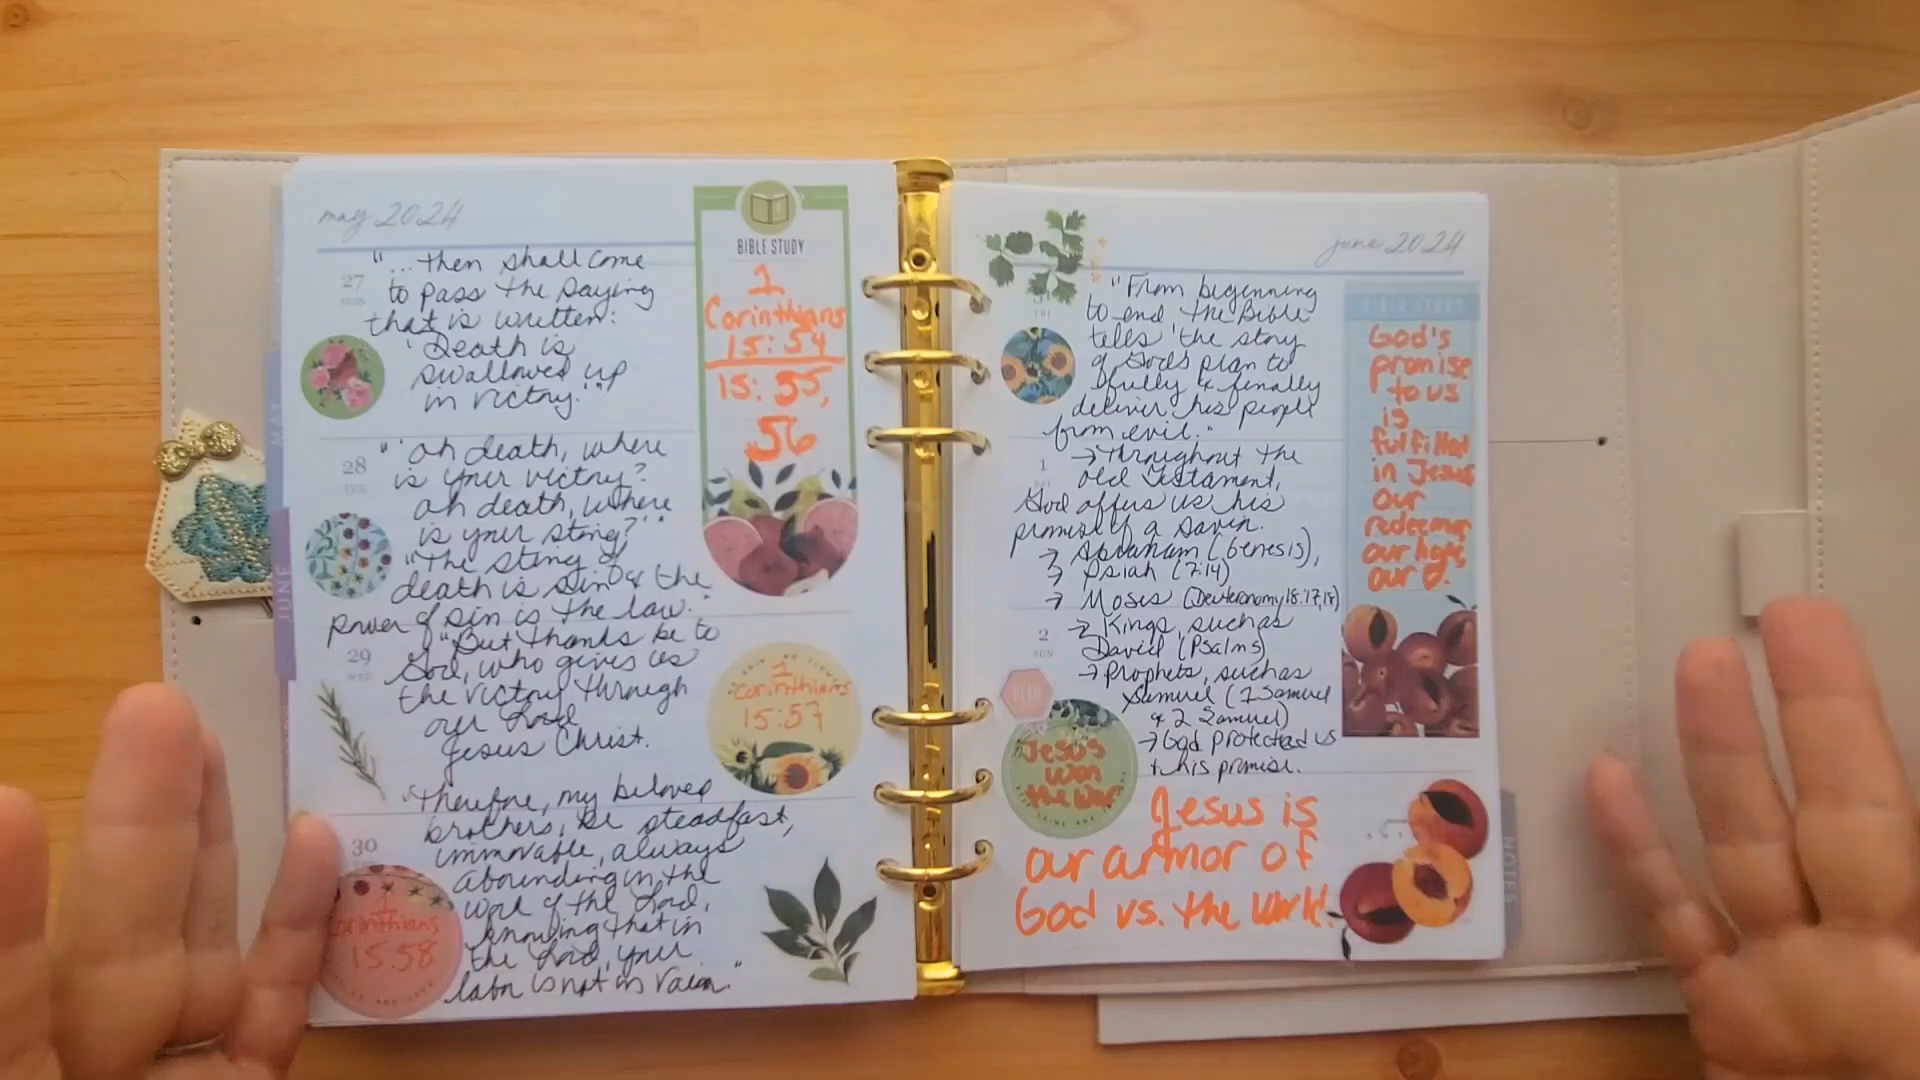 may 2024
27
MON
"...then shall come
to pass the saying
that is written:
'Death is
swallowed up
in victory.'"
BIBLE STUDY
1
Corinthians
15:54
15:55,
56
28
"'oh death, where
is your victory?
oh death, where
is your sting?'"
"The sting of
death is sin & the
power of sin is the law."
29
WED
"But thanks be to
God, who gives us
the victory through
our Lord
Jesus Christ.
1
Corinthians
15:57
30
"Therefore, my beloved
brothers, be steadfast,
immovable, always
abounding in the
work of the Lord,
knowing that in
the Lord, your
labor is not in vain."
1
Corinthians
15:58
MAY
JUNE
june 2024
31
FRI
"From beginning
to end the Bible
tells the story
of God's plan to
fully & finally
deliver his people
from evil."
1
→ Throughout the
Old Testament,
God offers us his
promise of a Savior.
→ Abraham (Genesis),
→ Isiah (7:14)
→ Moses (Deuteronomy 18:17,18)
2
SUN
→ Kings, such as
David (Psalms)
→ Prophets, such as
Samuel (1 Samuel
& 2 Samuel)
→ God protected us
& his promise.
BIBLE STUDY
God's
promise
to us
is
fulfilled
in Jesus
our
redeemer
our hope,
our
READ
Jesus
won
the war
Jesus is
our armor of
God vs. the world!
NOTES